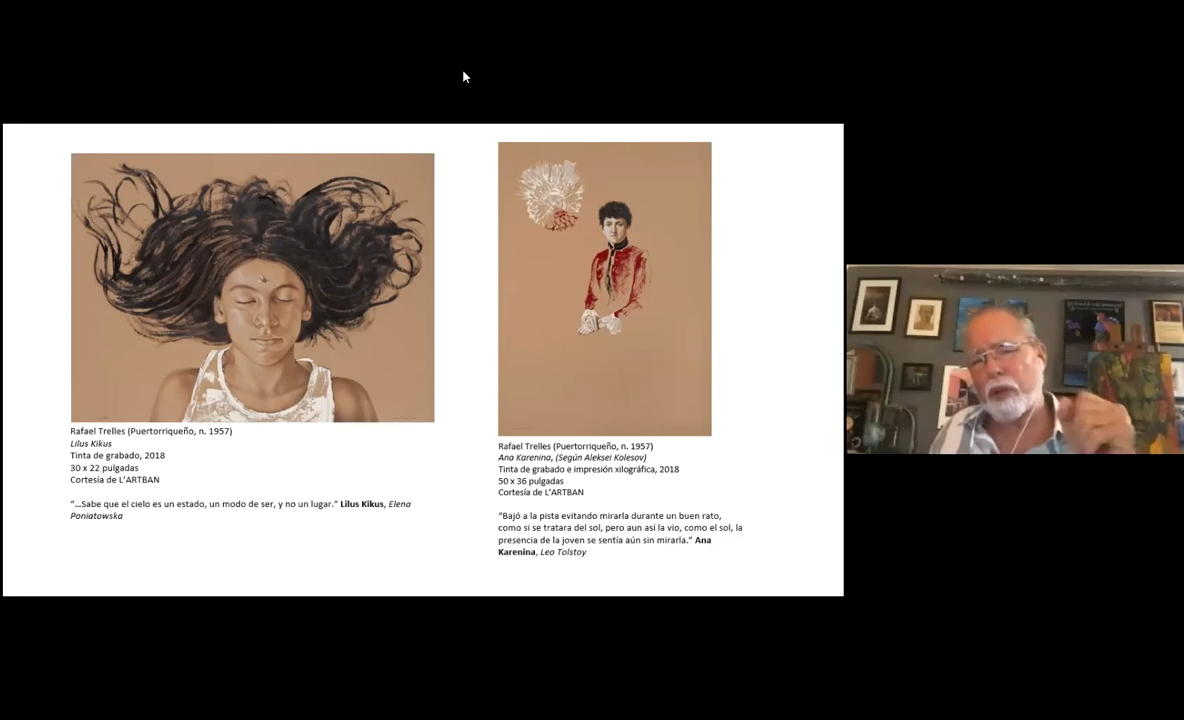 Rafael Trelles (Puertorriqueño, n. 1957)
Lilus Kikus
Tinta de grabado, 2018
30 x 22 pulgadas
Cortesía de L’ARTBAN
“…Sabe que el cielo es un estado, un modo de ser, y no un lugar.” Lilus Kikus, Elena
Poniatowska
Rafael Trelles (Puertorriqueño, n. 1957)
Ana Karenina, (Según Aleksei Kolesov)
Tinta de grabado e impresión xilográfica, 2018
50 x 36 pulgadas
Cortesía de L’ARTBAN
“Bajó a la pista evitando mirarla durante un buen rato,
como si se tratara del sol, pero aun así la vio, como el sol, la
presencia de la joven se sentía aún sin mirarla.” Ana
Karenina, Leo Tolstoy